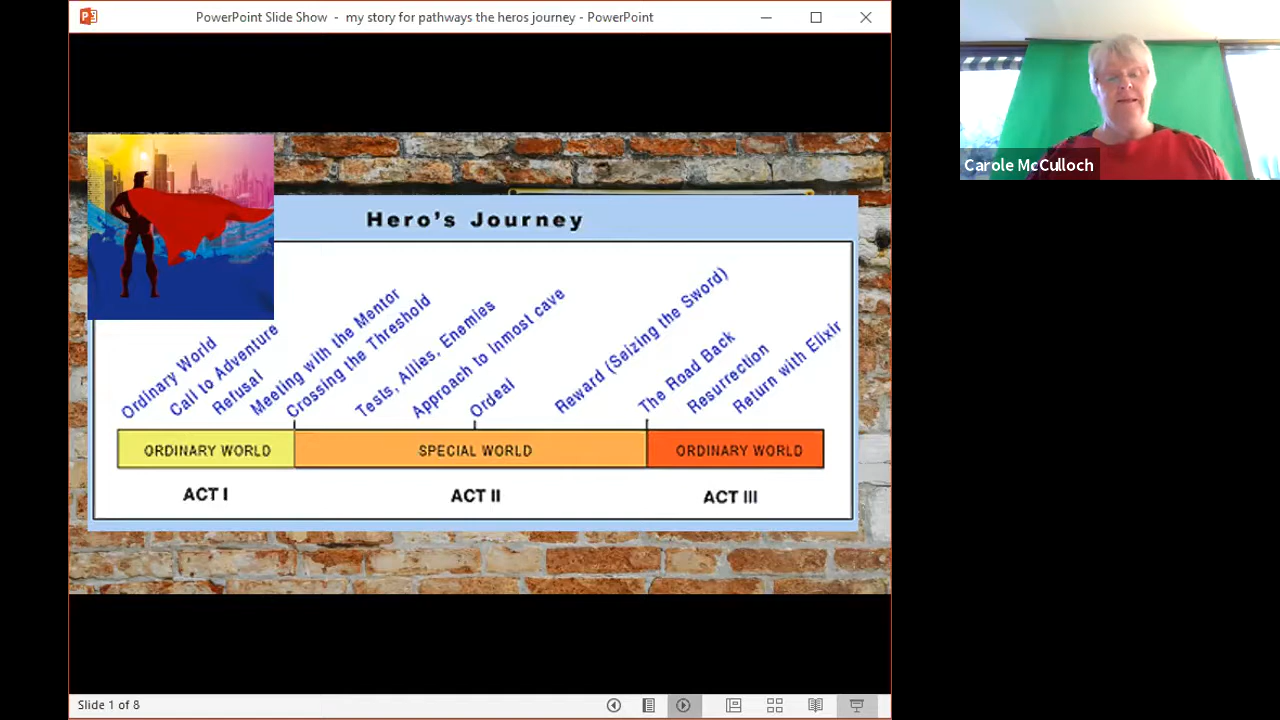 PowerPoint Slide Show - my story for pathways the heros journey - PowerPoint
Carole McCulloch
Hero's Journey
Ordinary World
Call to Adventure
Refusal
Meeting with the Mentor
Crossing the Threshold
Tests, Allies, Enemies
Approach to Inmost cave
Ordeal
Reward (Seizing the Sword)
The Road Back
Resurrection
Return with Elixir
ORDINARY WORLD
SPECIAL WORLD
ORDINARY WORLD
ACT I
ACT II
ACT III
Slide 1 of 8